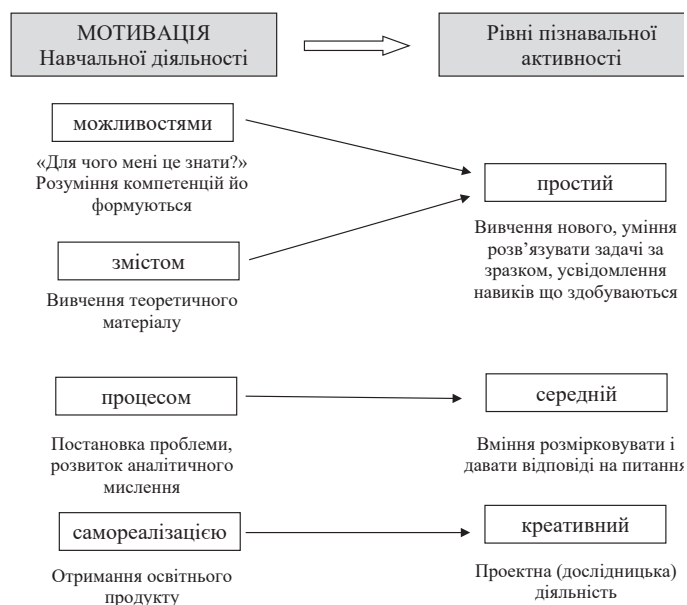 МОТИВАЦІЯ
Навчальної діяльності
Рівні пізнавальної
активності
можливостями
«Для чого мені це знати?»
Розуміння компетенцій йо
формуються
простий
Вивчення нового, уміння
розв’язувати задачі за
зразком, усвідомлення
навиків що здобуваються
змістом
Вивчення теоретичного
матеріалу
процесом
Постановка проблеми,
розвиток аналітичного
мислення
середній
Вміння розмірковувати і
давати відповіді на питання
самореалізацією
Отримання освітнього
продукту
креативний
Проектна (дослідницька)
діяльність